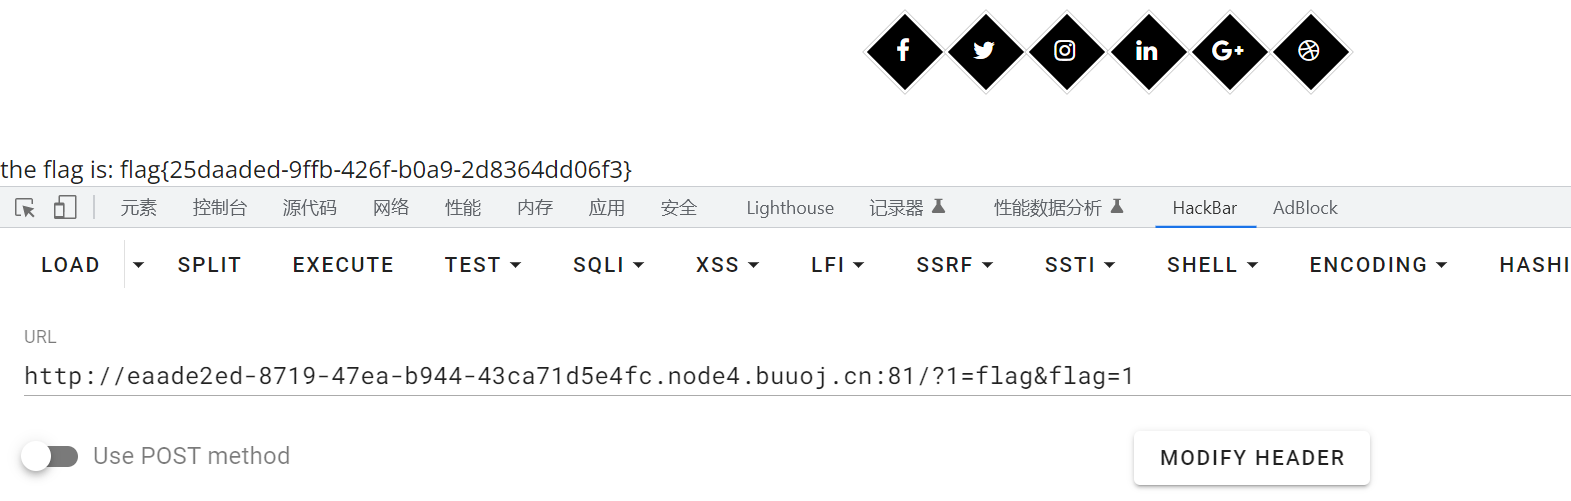 the flag is: flag{25daaded-9ffb-426f-b0a9-2d8364dd06f3}
元素 控制台 源代码 网络 性能 内存 应用 安全 Lighthouse 记录器 性能数据分析 HackBar AdBlock
LOAD SPLIT EXECUTE TEST SQLI XSS LFI SSRF SSTI SHELL ENCODING HASHI
URL
http://eaade2ed-8719-47ea-b944-43ca71d5e4fc.node4.buuoj.cn:81/?1=flag&flag=1
Use POST method MODIFY HEADER